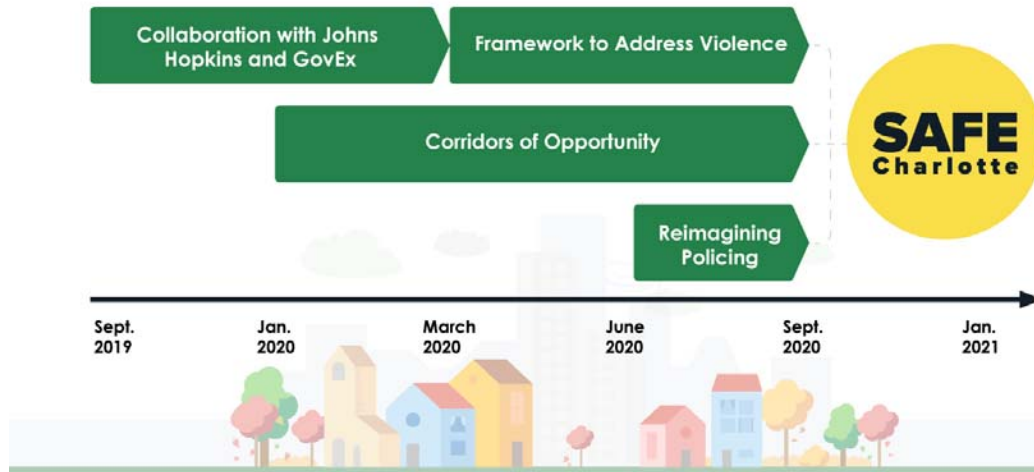 Collaboration with Johns
Hopkins and GovEx
Framework to Address Violence
Corridors of Opportunity
Reimagining
Policing
SAFE
Charlotte
Sept.
2019
Jan.
2020
March
2020
June
2020
Sept.
2020
Jan.
2021